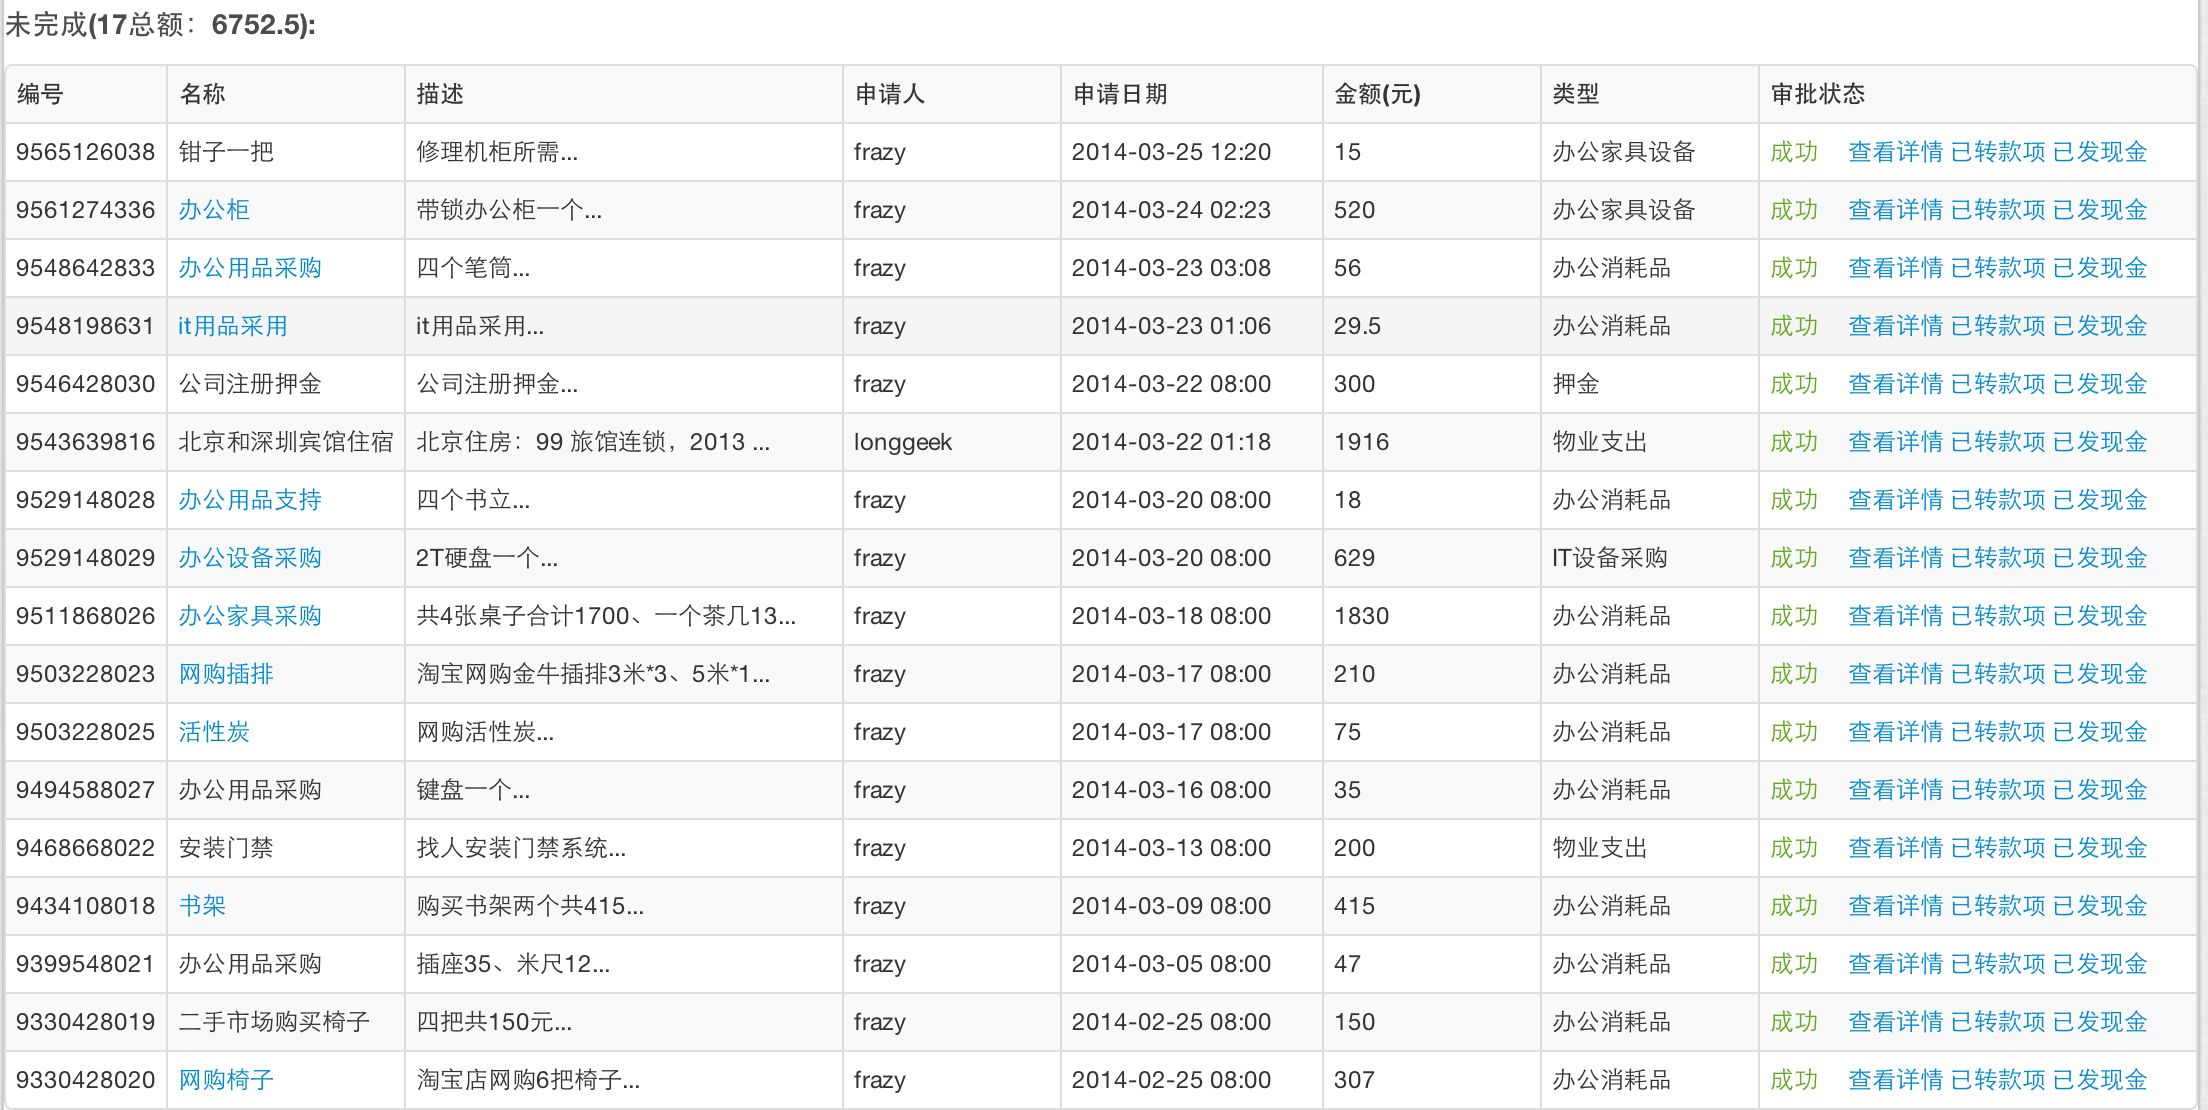 未完成(17总额：6752.5):
编号 名称 描述 申请人 申请日期 金额(元) 类型 审批状态
9565126038 钳子一把 修理机柜所需... frazy 2014-03-25 12:20 15 办公家具设备 成功 查看详情 已转款项 已发现金
9561274336 办公柜 带锁办公柜一个... frazy 2014-03-24 02:23 520 办公家具设备 成功 查看详情 已转款项 已发现金
9548642833 办公用品采购 四个笔筒... frazy 2014-03-23 03:08 56 办公消耗品 成功 查看详情 已转款项 已发现金
9548198631 it用品采用 it用品采用... frazy 2014-03-23 01:06 29.5 办公消耗品 成功 查看详情 已转款项 已发现金
9546428030 公司注册押金 公司注册押金... frazy 2014-03-22 08:00 300 押金 成功 查看详情 已转款项 已发现金
9543639816 北京和深圳宾馆住宿 北京住房：99 旅馆连锁，2013 ... longgeek 2014-03-22 01:18 1916 物业支出 成功 查看详情 已转款项 已发现金
9529148028 办公用品支持 四个书立... frazy 2014-03-20 08:00 18 办公消耗品 成功 查看详情 已转款项 已发现金
9529148029 办公设备采购 2T硬盘一个... frazy 2014-03-20 08:00 629 IT设备采购 成功 查看详情 已转款项 已发现金
9511868026 办公家具采购 共4张桌子合计1700、一个茶几13... frazy 2014-03-18 08:00 1830 办公消耗品 成功 查看详情 已转款项 已发现金
9503228023 网购插排 淘宝网购金牛插排3米*3、5米*1... frazy 2014-03-17 08:00 210 办公消耗品 成功 查看详情 已转款项 已发现金
9503228025 活性炭 网购活性炭... frazy 2014-03-17 08:00 75 办公消耗品 成功 查看详情 已转款项 已发现金
9494588027 办公用品采购 键盘一个... frazy 2014-03-16 08:00 35 办公消耗品 成功 查看详情 已转款项 已发现金
9468668022 安装门禁 找人安装门禁系统... frazy 2014-03-13 08:00 200 物业支出 成功 查看详情 已转款项 已发现金
9434108018 书架 购买书架两个共415... frazy 2014-03-09 08:00 415 办公消耗品 成功 查看详情 已转款项 已发现金
9399548021 办公用品采购 插座35、米尺12... frazy 2014-03-05 08:00 47 办公消耗品 成功 查看详情 已转款项 已发现金
9330428019 二手市场购买椅子 四把共150元... frazy 2014-02-25 08:00 150 办公消耗品 成功 查看详情 已转款项 已发现金
9330428020 网购椅子 淘宝店网购6把椅子... frazy 2014-02-25 08:00 307 办公消耗品 成功 查看详情 已转款项 已发现金